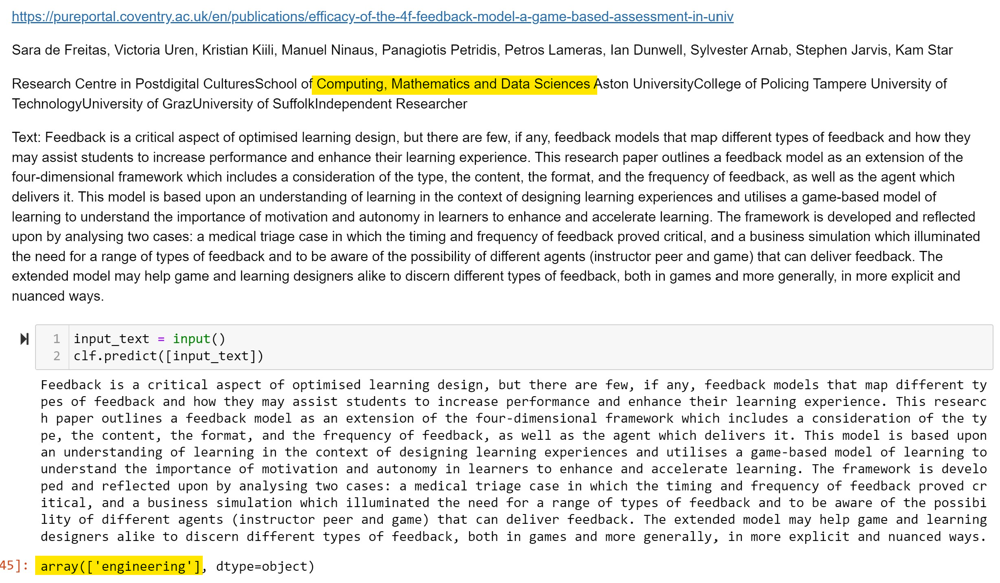 https://pureportal.coventry.ac.uk/en/publications/efficacy-of-the-4f-feedback-model-a-game-based-assessment-in-univ
Sara de Freitas, Victoria Uren, Kristian Kiili, Manuel Ninaus, Panagiotis Petridis, Petros Lameras, Ian Dunwell, Sylvester Arnab, Stephen Jarvis, Kam Star
Research Centre in Postdigital CulturesSchool of Computing, Mathematics and Data Sciences Aston UniversityCollege of Policing Tampere University of
TechnologyUniversity of GrazUniversity of SuffolkIndependent Researcher
Text: Feedback is a critical aspect of optimised learning design, but there are few, if any, feedback models that map different types of feedback and how they
may assist students to increase performance and enhance their learning experience. This research paper outlines a feedback model as an extension of the
four-dimensional framework which includes a consideration of the type, the content, the format, and the frequency of feedback, as well as the agent which
delivers it. This model is based upon an understanding of learning in the context of designing learning experiences and utilises a game-based model of
learning to understand the importance of motivation and autonomy in learners to enhance and accelerate learning. The framework is developed and reflected
upon by analysing two cases: a medical triage case in which the timing and frequency of feedback proved critical, and a business simulation which illuminated
the need for a range of types of feedback and to be aware of the possibility of different agents (instructor peer and game) that can deliver feedback. The
extended model may help game and learning designers alike to discern different types of feedback, both in games and more generally, in more explicit and
nuanced ways.
1 input_text = input()
2 clf.predict([input_text])
Feedback is a critical aspect of optimised learning design, but there are few, if any, feedback models that map different ty
pes of feedback and how they may assist students to increase performance and enhance their learning experience. This researc
h paper outlines a feedback model as an extension of the four-dimensional framework which includes a consideration of the ty
pe, the content, the format, and the frequency of feedback, as well as the agent which delivers it. This model is based upon
an understanding of learning in the context of designing learning experiences and utilises a game-based model of learning to
understand the importance of motivation and autonomy in learners to enhance and accelerate learning. The framework is develo
ped and reflected upon by analysing two cases: a medical triage case in which the timing and frequency of feedback proved cr
itical, and a business simulation which illuminated the need for a range of types of feedback and to be aware of the possibi
lity of different agents (instructor peer and game) that can deliver feedback. The extended model may help game and learning
designers alike to discern different types of feedback, both in games and more generally, in more explicit and nuanced ways.
45]: array(['engineering'], dtype=object)